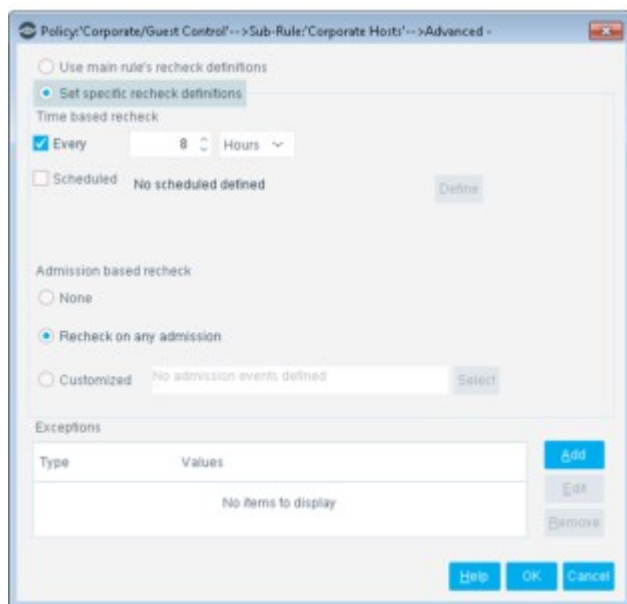 Policy:'Corporate/Guest Control'-->Sub-Rule:'Corporate Hosts'-->Advanced -
Use main rule's recheck definitions
Set specific recheck definitions
Time based recheck
Every 8 Hours
Scheduled No scheduled defined Define
Admission based recheck
None
Recheck on any admission
Customized No admission events defined Select
Exceptions
Type Values Add
No items to display Edit
Remove
Help OK Cancel